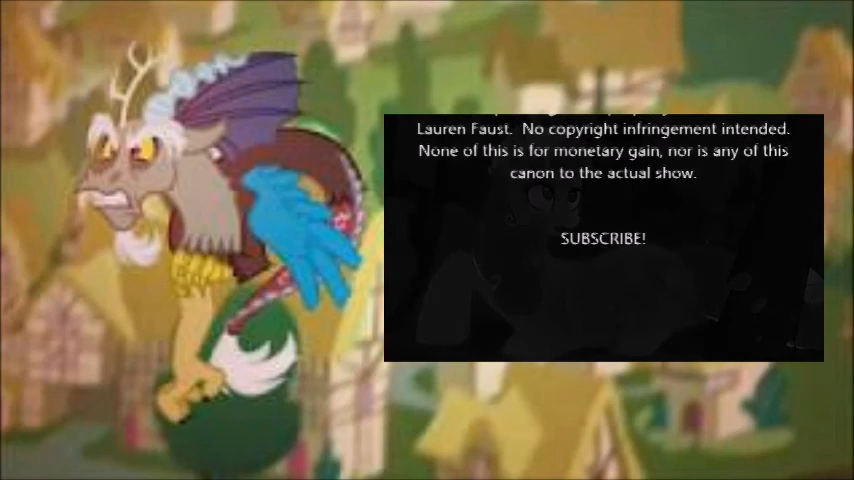 Lauren Faust. No copyright infringement intended.
None of this is for monetary gain, nor is any of this
canon to the actual show.
SUBSCRIBE!